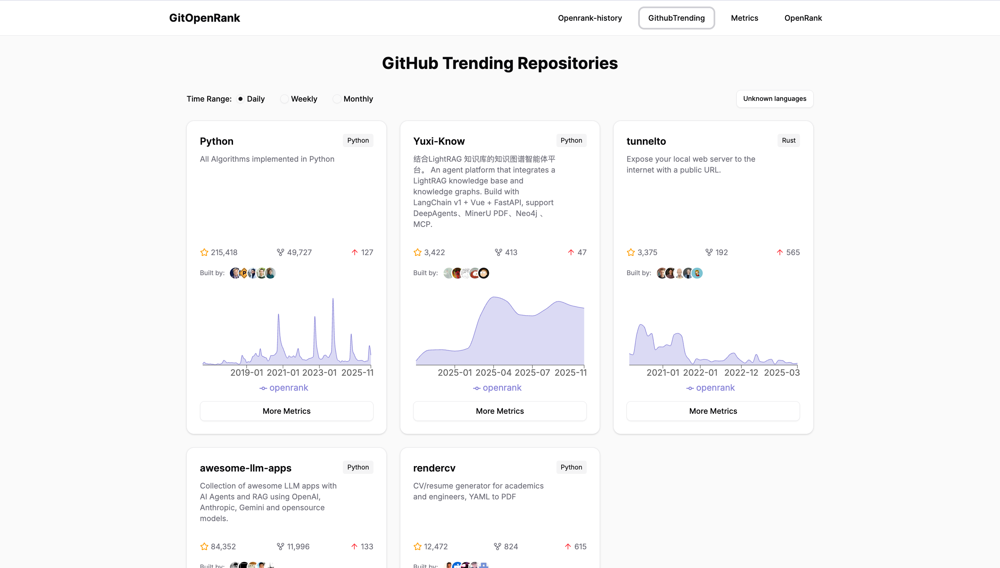 GitOpenRank
Openrank-history
GithubTrending
Metrics
OpenRank
GitHub Trending Repositories
Time Range:
Daily
Weekly
Monthly
Unknown languages
Python
Python
All Algorithms implemented in Python
215,418
49,727
127
Built by:
2019-01 2021-01 2023-01 2025-11
openrank
More Metrics
Yuxi-Know
Python
结合LightRAG 知识库的知识图谱智能体平
台。 An agent platform that integrates a
LightRAG knowledge base and
knowledge graphs. Build with
LangChain v1 + Vue + FastAPI, support
DeepAgents、MinerU PDF、Neo4j 、
MCP.
3,422
413
47
Built by:
2025-01 2025-04 2025-07 2025-11
openrank
More Metrics
tunnelto
Rust
Expose your local web server to the
internet with a public URL.
3,375
192
565
Built by:
2021-01 2022-01 2022-12 2025-03
openrank
More Metrics
awesome-llm-apps
Python
Collection of awesome LLM apps with
AI Agents and RAG using OpenAI,
Anthropic, Gemini and opensource
models.
84,352
11,996
133
Built by:
rendercv
Python
CV/resume generator for academics
and engineers, YAML to PDF
12,472
824
615
Built by: